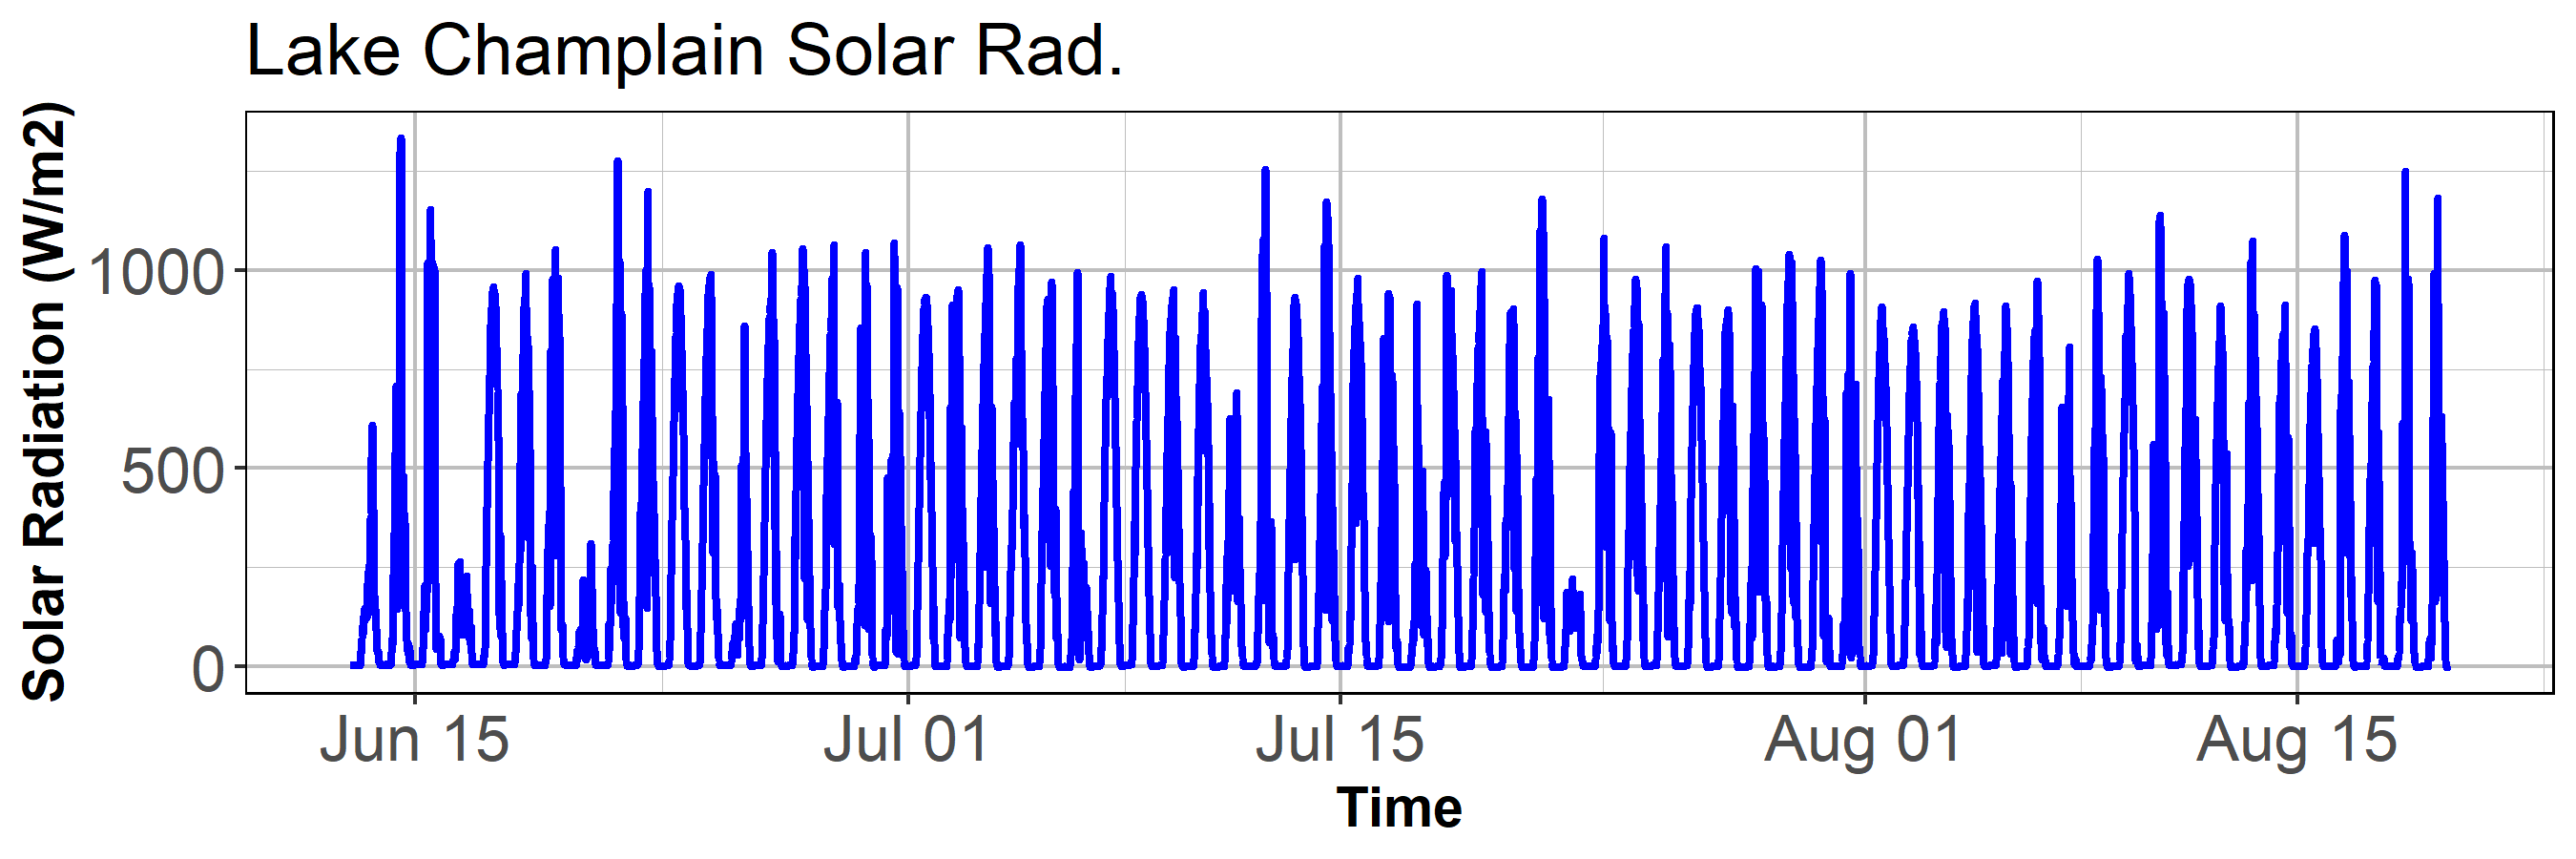 Lake Champlain Solar Rad.
Solar Radiation (W/m2)
1000
500
0
Jun 15 Jul 01 Jul 15 Aug 01 Aug 15
Time